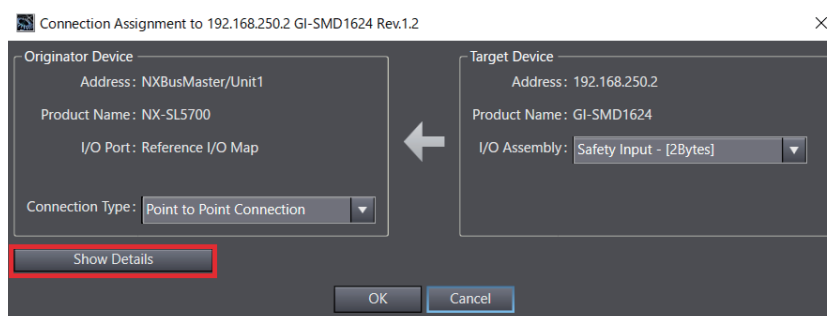 Connection Assignment to 192.168.250.2 GI-SMD1624 Rev.1.2
Originator Device
Address: NXBusMaster/Unit1
Product Name: NX-SL5700
I/O Port: Reference I/O Map
Connection Type: Point to Point Connection
Target Device
Address: 192.168.250.2
Product Name: GI-SMD1624
I/O Assembly: Safety Input - [2Bytes]
Show Details
OK
Cancel